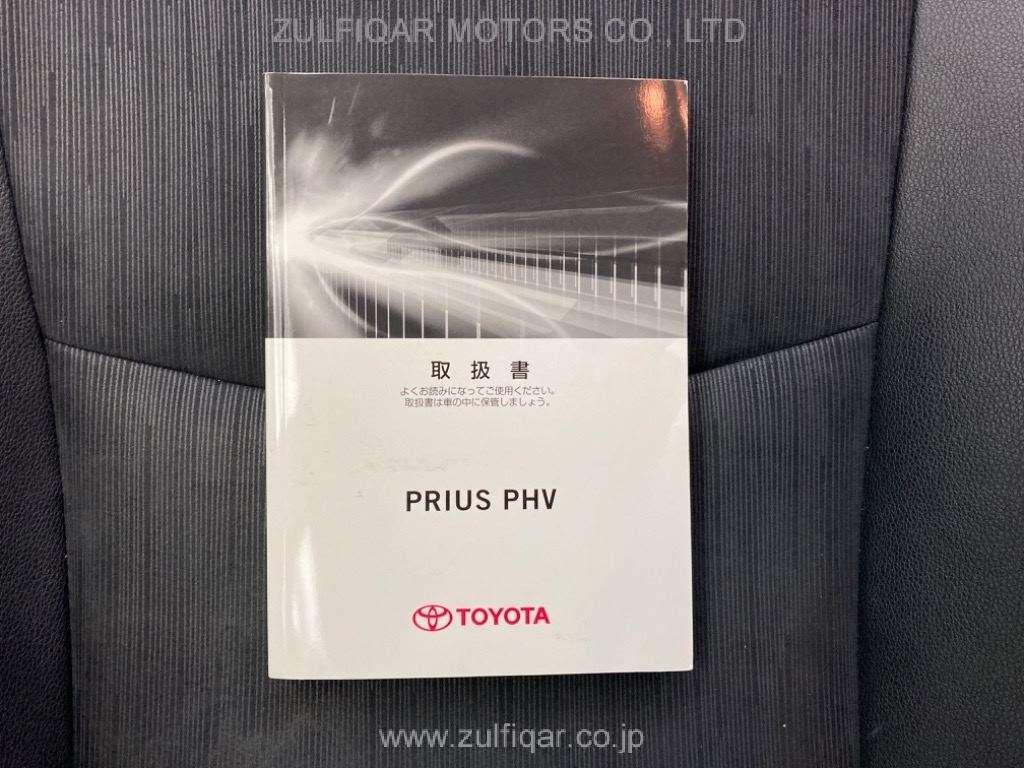 ZULFIQAR MOTORS CO., LTD
取扱書
よくお読みになってご使用ください。
取扱書は車の中に保管しましょう。
PRIUS PHV
TOYOTA
www.zulfiqar.co.jp